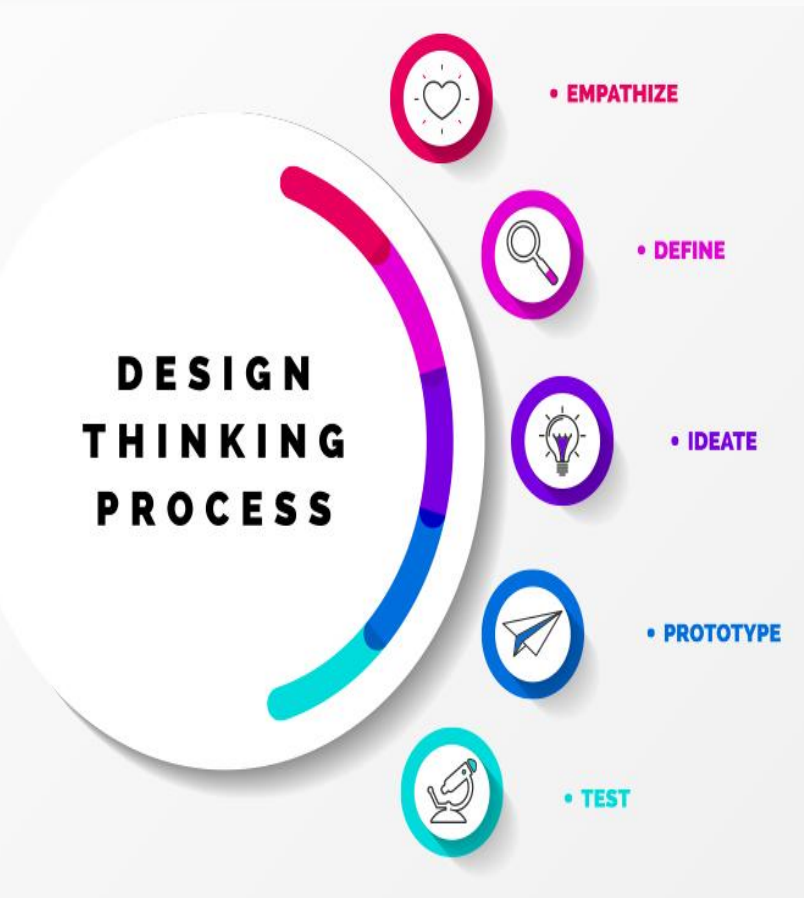 DESIGN
THINKING
PROCESS
• EMPATHIZE
• DEFINE
• IDEATE
• PROTOTYPE
• TEST